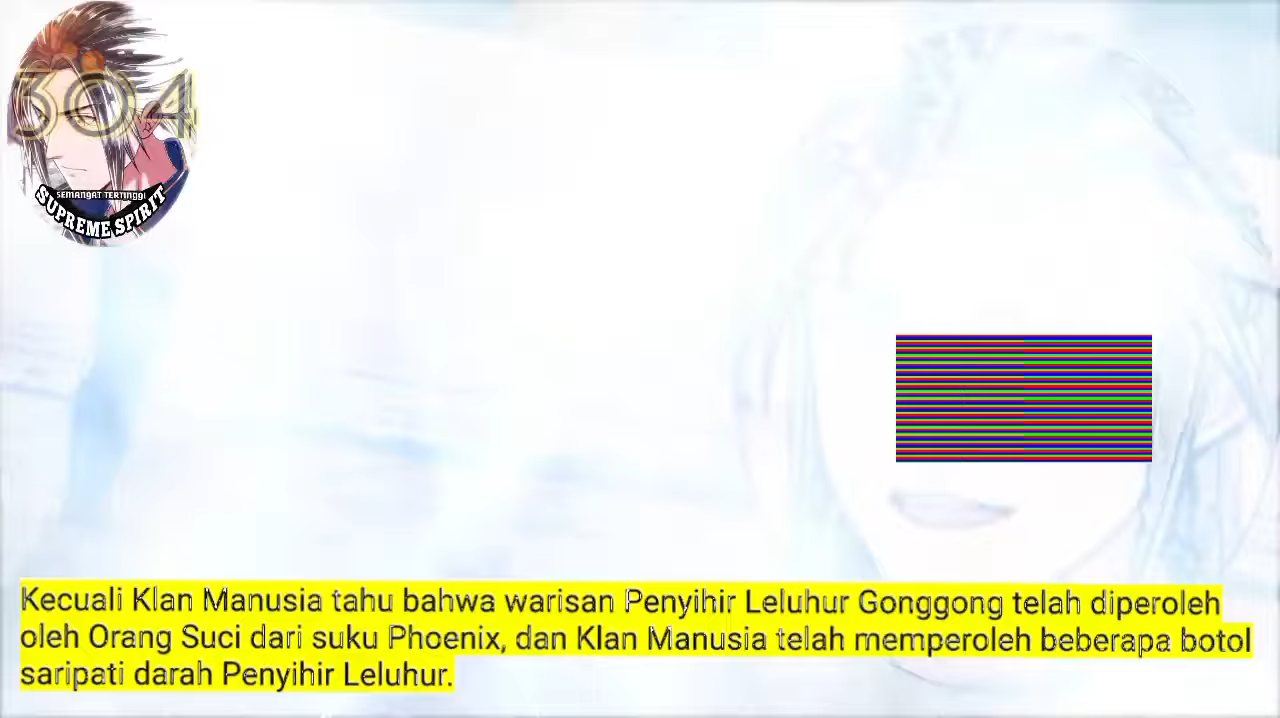 304
SEMANGAT TERTINGGI
SUPREME SPIRIT
Kecuali Klan Manusia tahu bahwa warisan Penyihir Leluhur Gonggong telah diperoleh
oleh Orang Suci dari suku Phoenix, dan Klan Manusia telah memperoleh beberapa botol
saripati darah Penyihir Leluhur.